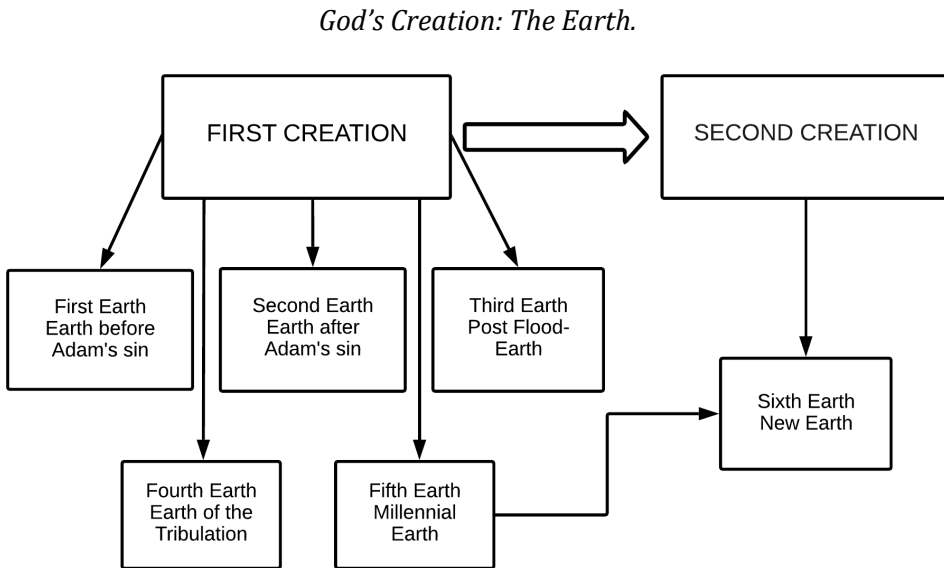 God’s Creation: The Earth.
FIRST CREATION
SECOND CREATION
First Earth
Earth before
Adam's sin
Second Earth
Earth after
Adam's sin
Third Earth
Post Flood-
Earth
Sixth Earth
New Earth
Fourth Earth
Earth of the
Tribulation
Fifth Earth
Millennial
Earth